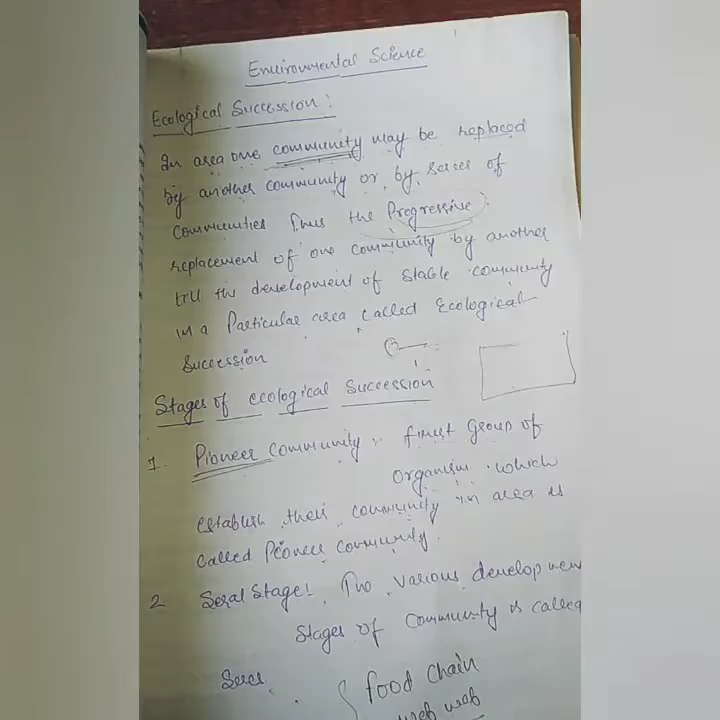 Environmental Science
Ecological Succession:
In area one community may be replaced
by another community or by series of
communities Thus the Progressive
replacement of one community by another
till the development of stable community
in a Particular area called Ecological
Succession
Stages of ecological Succession
1. Pioneer community: first group of
organism which
establish their community in area is
called Pioneer community.
2 Seral Stage: The various development
Stages of community is called
Seres
food chain
web